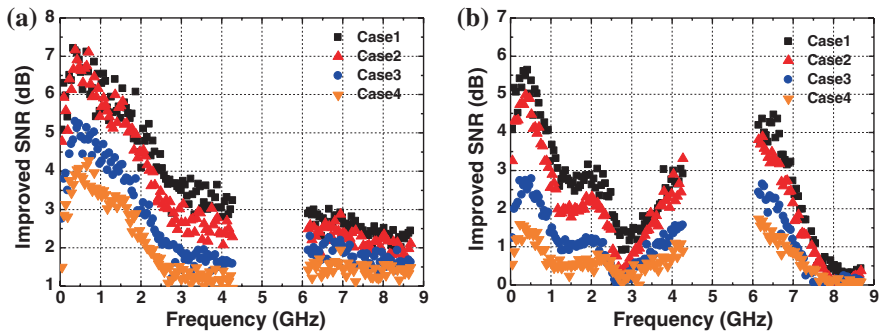 (a)
8
7
6
5
4
3
2
1
Improved SNR (dB)
0 1 2 3 4 5 6 7 8 9
Frequency (GHz)
Case1
Case2
Case3
Case4
(b)
7
6
5
4
3
2
1
0
Improved SNR (dB)
0 1 2 3 4 5 6 7 8 9
Frequency (GHz)
Case1
Case2
Case3
Case4